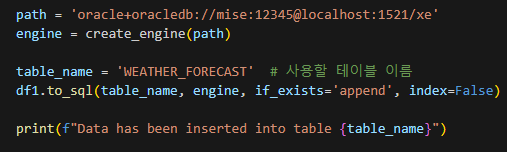 path = 'oracle+oracledb://mise:12345@localhost:1521/xe'
engine = create_engine(path)
table_name = 'WEATHER_FORECAST'  # 사용할 테이블 이름
df1.to_sql(table_name, engine, if_exists='append', index=False)
print(f"Data has been inserted into table {table_name}")